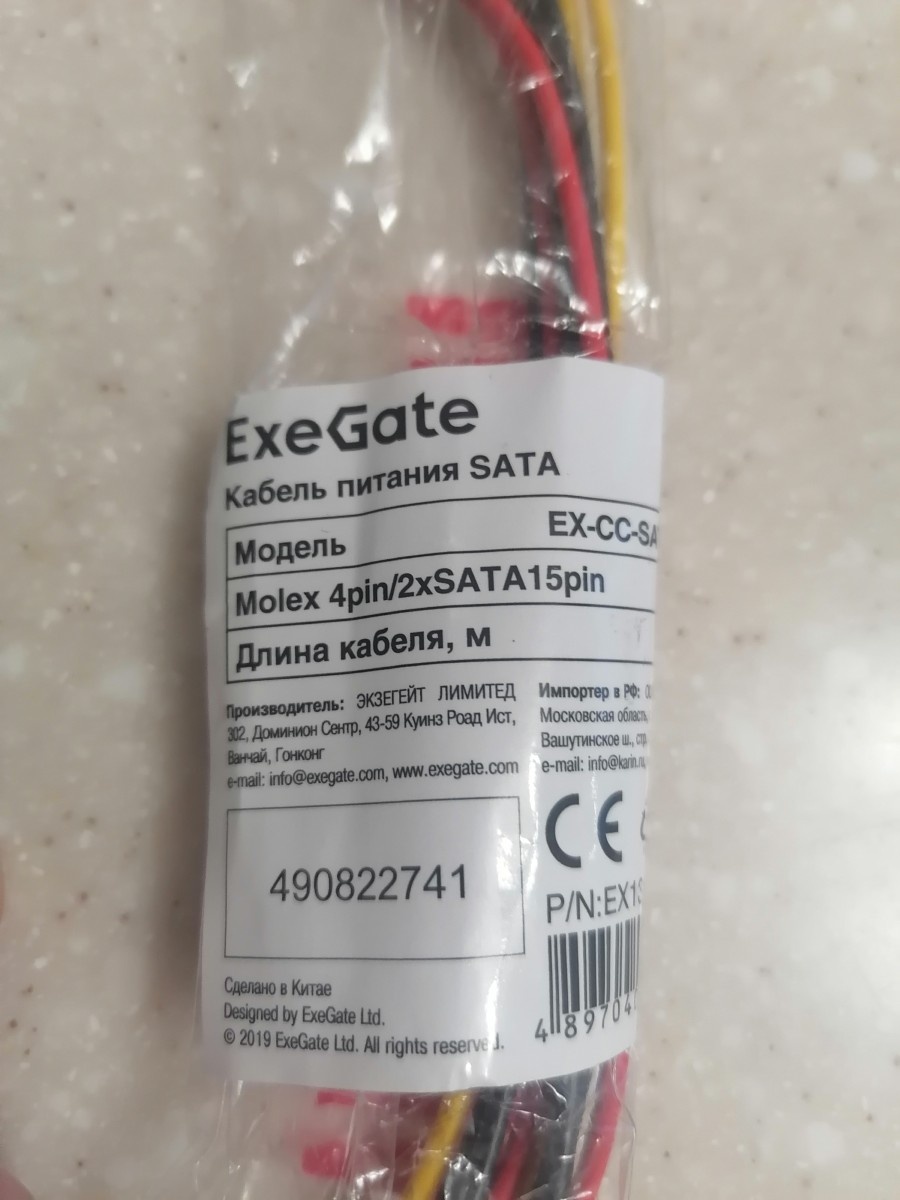 ExeGate
Кабель питания SATA
Модель EX-CC-SA
Molex 4pin/2xSATA15pin
Длина кабеля, м
Производитель: ЭКЗЕГЕЙТ ЛИМИТЕД
302, Доминион Сентр, 43-59 Куинз Роад Ист,
Ванчай, Гонконг
e-mail: info@exegate.com, www.exegate.com
Импортер в РФ:
Московская область,
Вашутинское ш., стр.
e-mail: info@karin.ru,
CE
490822741
P/N:EX1
489704
Сделано в Китае
Designed by ExeGate Ltd.
© 2019 ExeGate Ltd. All rights reserved.